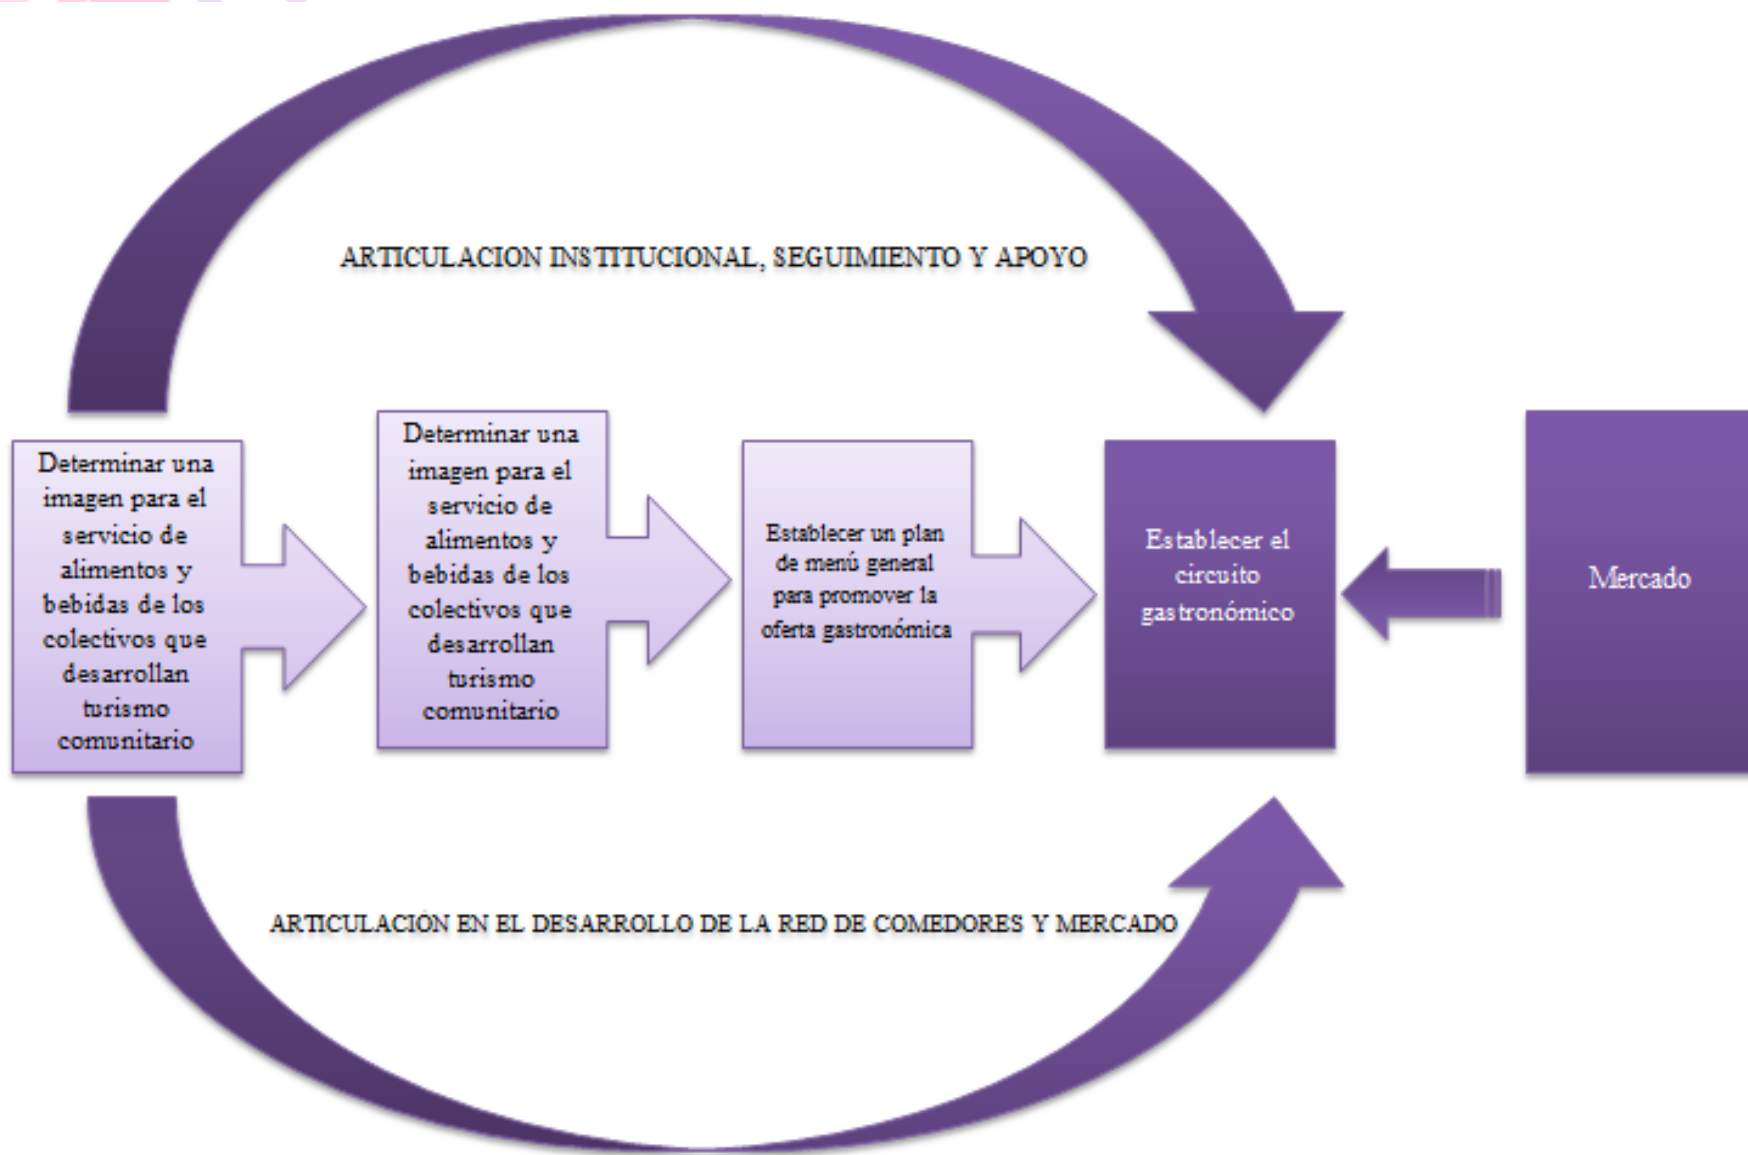 ARTICULACION INSTITUCIONAL, SEGUIMIENTO Y APOYO
Determinar una
imagen para el
servicio de
alimentos y
bebidas de los
colectivos que
desarrollan
turismo
comunitario
Determinar una
imagen para el
servicio de
alimentos y
bebidas de los
colectivos que
desarrollan
turismo
comunitario
Establecer un plan
de menú general
para promover la
oferta gastronómica
Establecer el
circuito
gastronómico
Mercado
ARTICULACIÓN EN EL DESARROLLO DE LA RED DE COMEDORES Y MERCADO